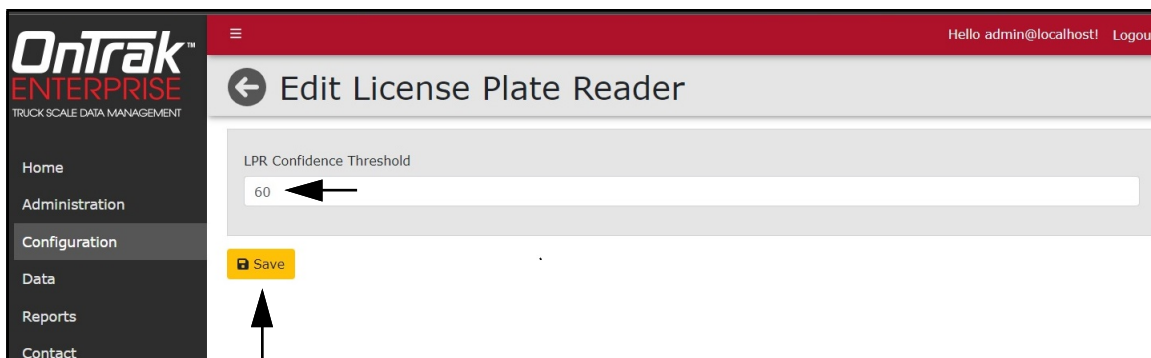 OnTrak™
ENTERPRISE
TRUCK SCALE DATA MANAGEMENT
Home
Administration
Configuration
Data
Reports
Contact
Hello admin@localhost! Logou
Edit License Plate Reader
LPR Confidence Threshold
60
Save